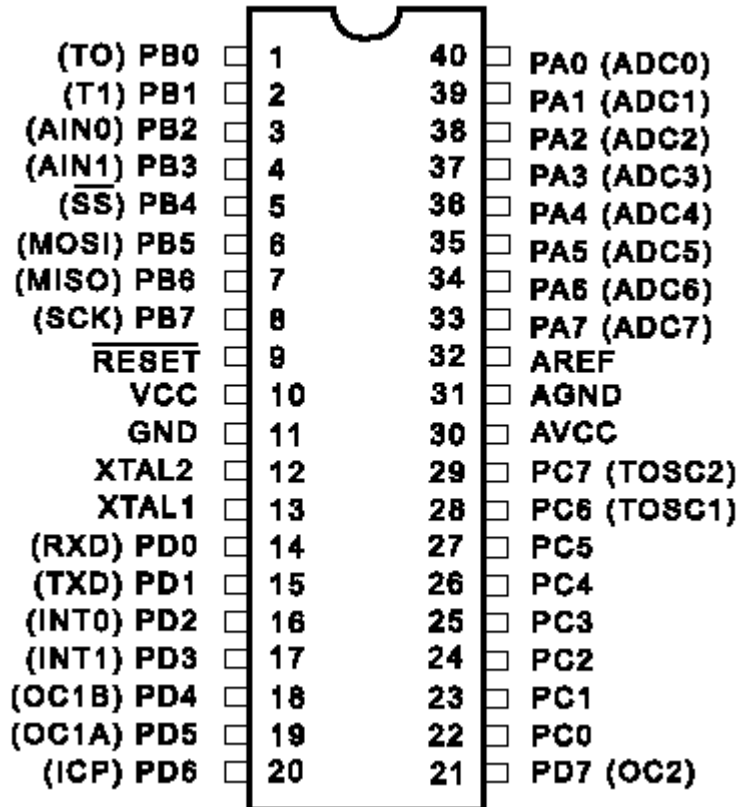 (TO) PB0 1 40 PA0 (ADC0)
(T1) PB1 2 39 PA1 (ADC1)
(AIN0) PB2 3 38 PA2 (ADC2)
(AIN1) PB3 4 37 PA3 (ADC3)
(S̅S̅) PB4 5 36 PA4 (ADC4)
(MOSI) PB5 6 35 PA5 (ADC5)
(MISO) PB6 7 34 PA6 (ADC6)
(SCK) PB7 8 33 PA7 (ADC7)
R̅E̅S̅E̅T̅ 9 32 AREF
VCC 10 31 AGND
GND 11 30 AVCC
XTAL2 12 29 PC7 (TOSC2)
XTAL1 13 28 PC6 (TOSC1)
(RXD) PD0 14 27 PC5
(TXD) PD1 15 26 PC4
(INT0) PD2 16 25 PC3
(INT1) PD3 17 24 PC2
(OC1B) PD4 18 23 PC1
(OC1A) PD5 19 22 PC0
(ICP) PD6 20 21 PD7 (OC2)